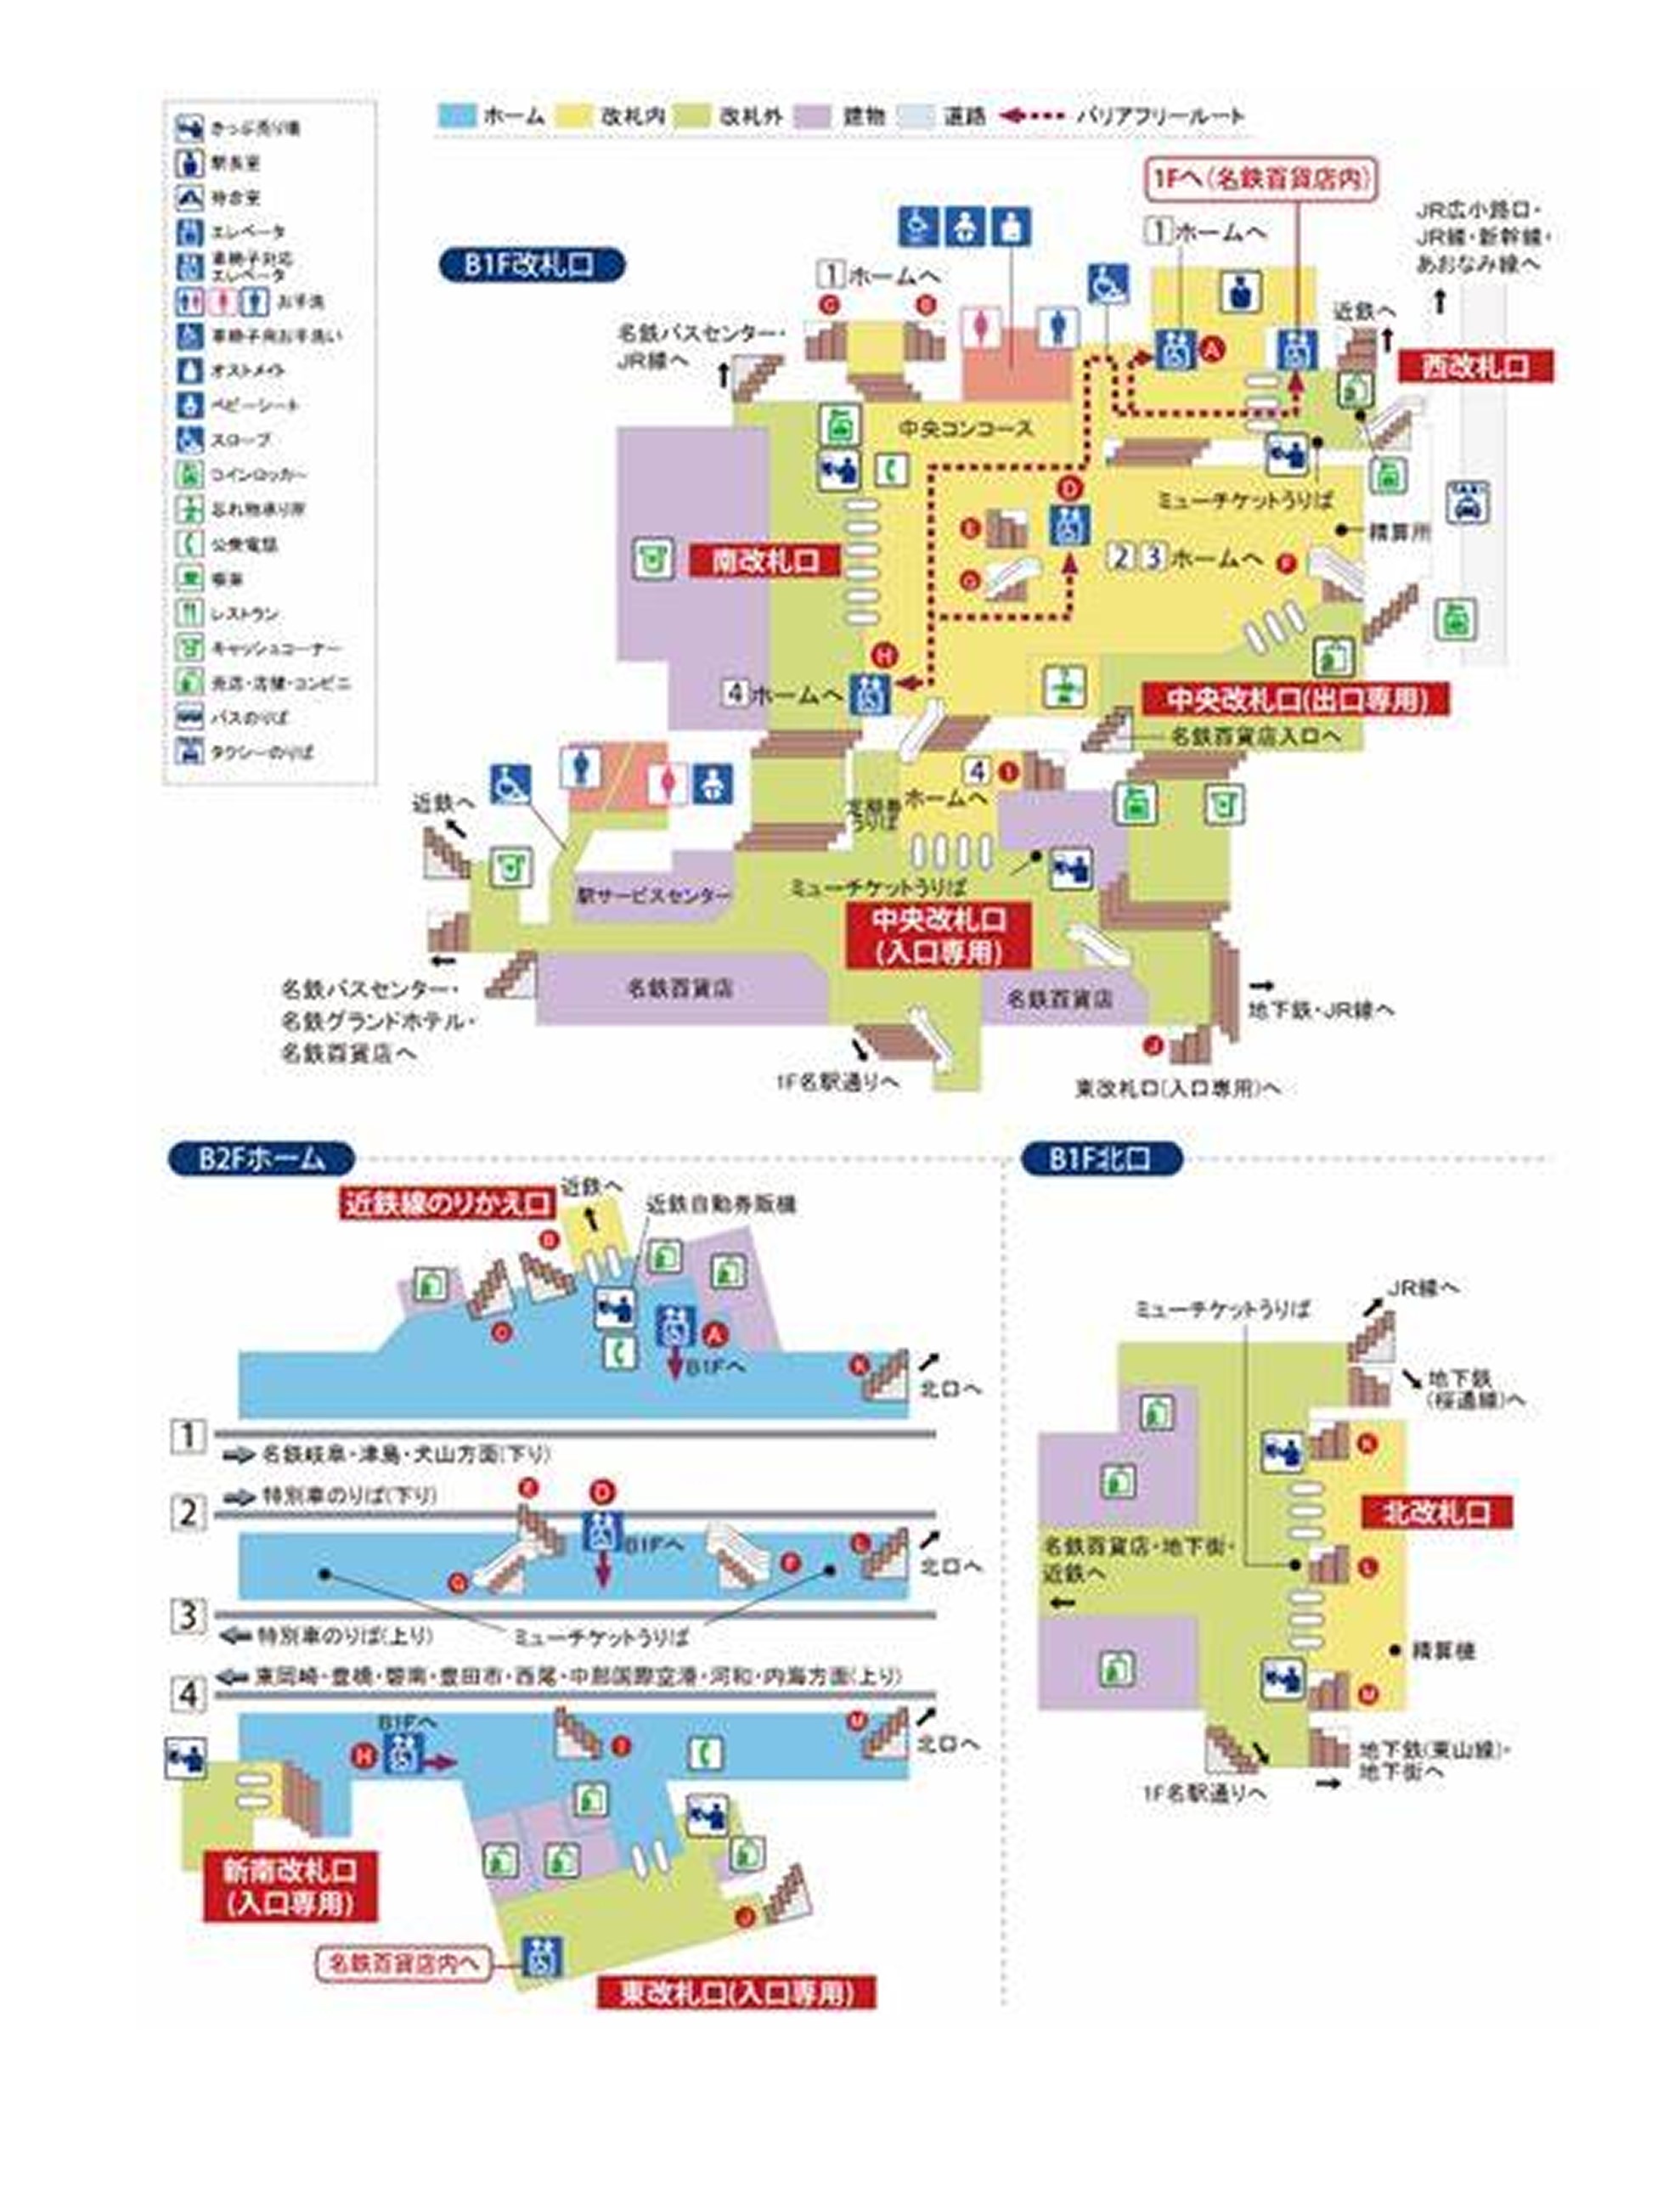 きっぷ売り場
駅長室
待合室
エレベータ
車椅子対応
エレベータ
お手洗
車椅子用お手洗い
オストメイト
ベビーシート
スロープ
コインロッカー
忘れ物承り所
公衆電話
喫茶
レストラン
キャッシュコーナー
売店・店舗・コンビニ
バスのりば
タクシーのりば
ホーム
改札内
改札外
建物
道路
バリアフリールート
B1F改札口
1Fへ(名鉄百貨店内)
1ホームへ
JR広小路口・
JR線・新幹線・
あおなみ線へ
1ホームへ
C
B
名鉄バスセンター・
JR線へ
A
近鉄へ
西改札口
中央コンコース
ミューチケットうりば
D
E
G
2 3ホームへ
F
精算所
南改札口
H
4ホームへ
中央改札口(出口専用)
名鉄百貨店入口へ
4
I
ホームへ
定期券
うりば
近鉄へ
ミューチケットうりば
駅サービスセンター
中央改札口
(入口専用)
名鉄百貨店
名鉄百貨店
名鉄バスセンター・
名鉄グランドホテル・
名鉄百貨店へ
地下鉄・JR線へ
J
1F名駅通りへ
東改札口(入口専用)へ
B2Fホーム
近鉄線のりかえ口
近鉄へ
近鉄自動券販機
B
C
A
B1Fへ
K
北口へ
1
名鉄岐阜・津島・犬山方面(下り)
2
特別車のりば(下り)
E
D
B1Fへ
G
F
L
北口へ
3
特別車のりば(上り)
ミューチケットうりば
4
東岡崎・豊橋・碧南・豊田市・西尾・中部国際空港・河和・内海方面(上り)
B1Fへ
H
I
M
北口へ
新南改札口
(入口専用)
J
名鉄百貨店内へ
東改札口(入口専用)
B1F北口
JR線へ
ミューチケットうりば
地下鉄
(桜通線)へ
K
北改札口
名鉄百貨店・地下街・
近鉄へ
L
精算機
M
地下鉄(東山線)・
地下街へ
1F名駅通りへ